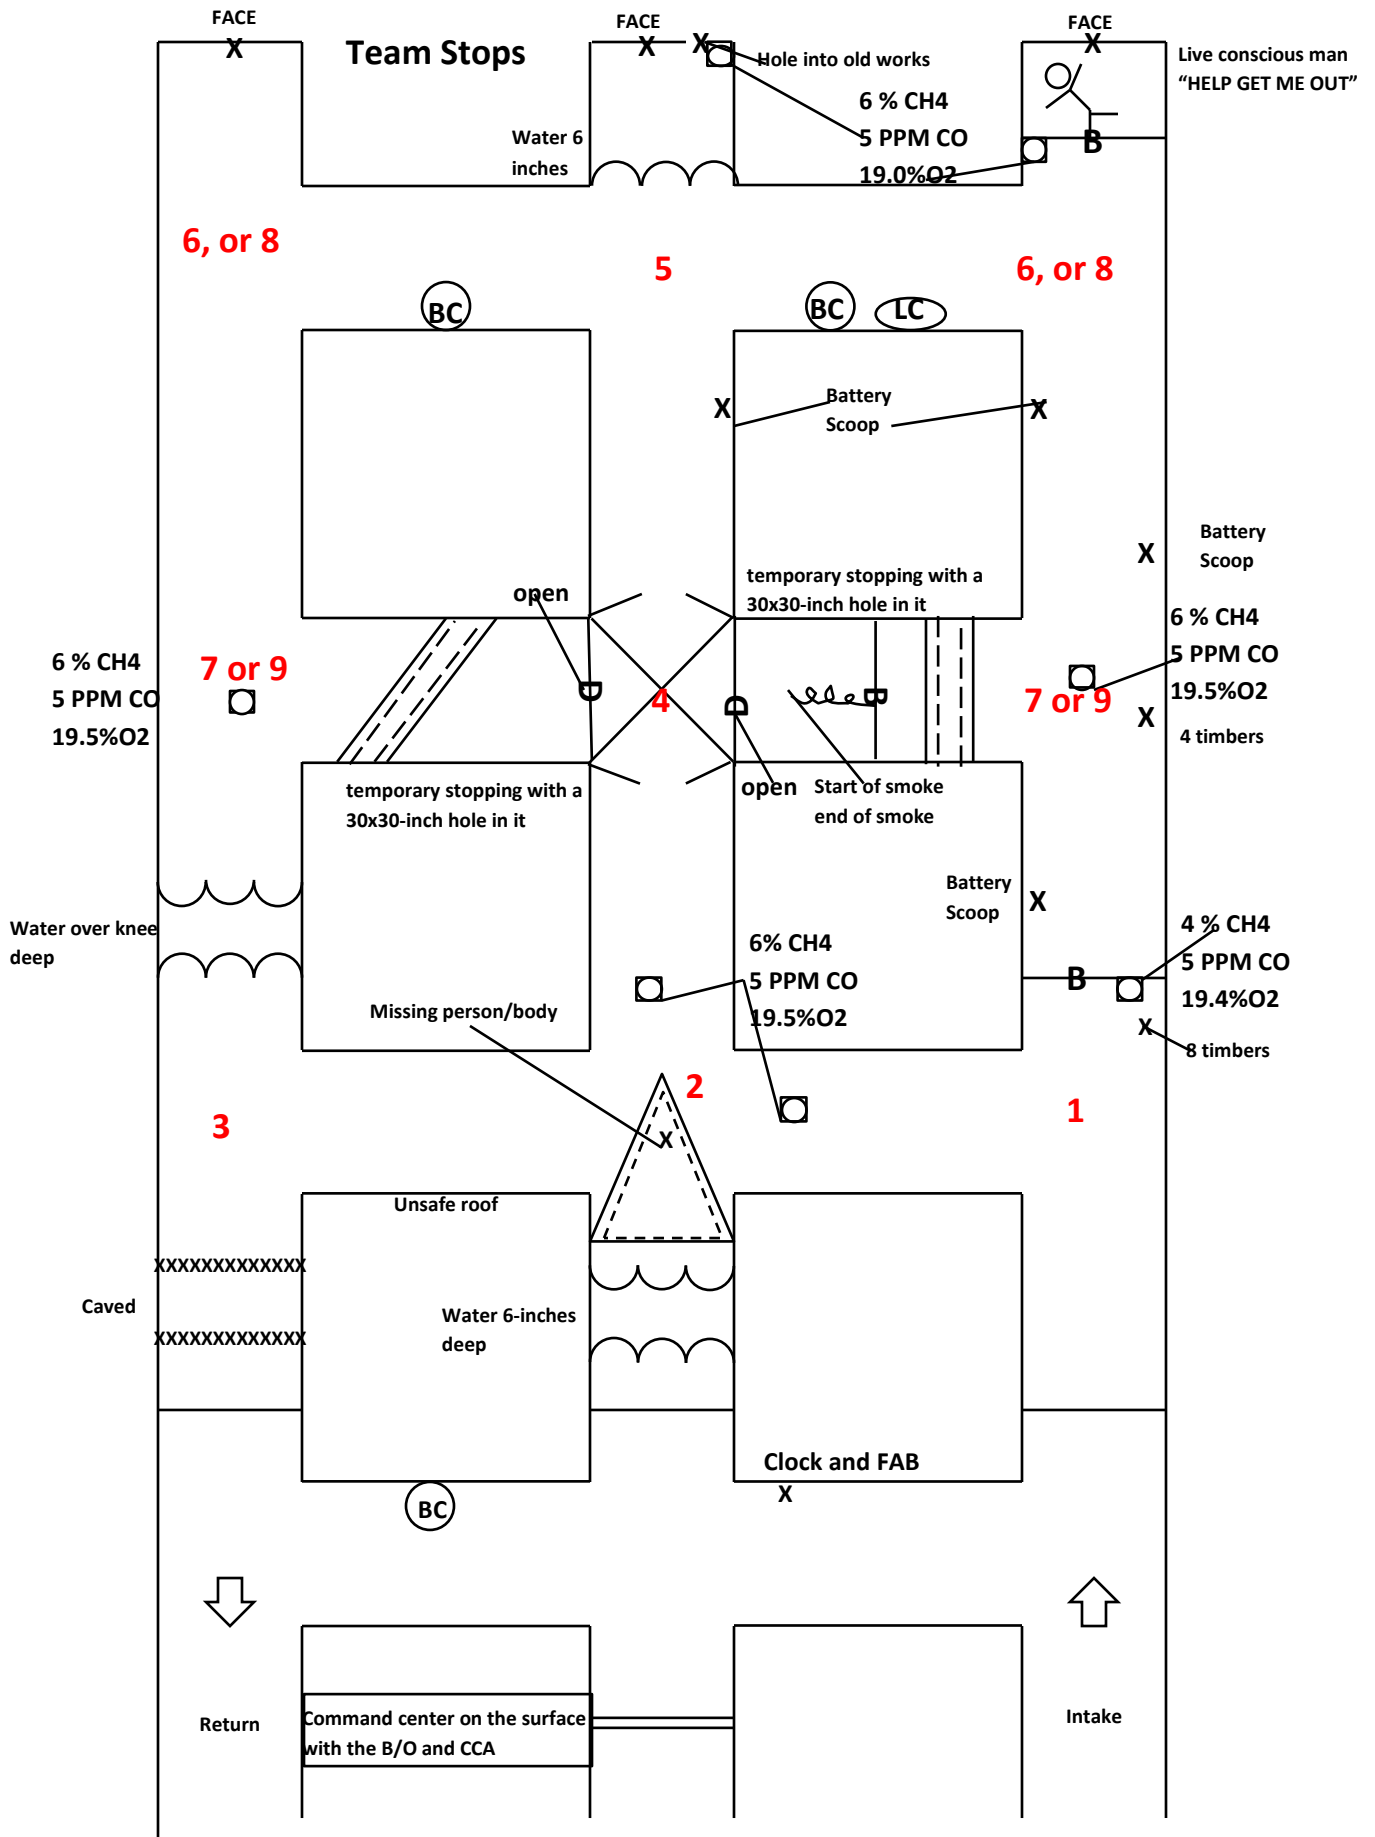 FACE
FACE
FACE
X
X
X
X
Team Stops
Hole into old works
Live conscious man
“HELP GET ME OUT”
6 % CH4
5 PPM CO
19.0%O2
Water 6
inches
B
6, or 8
5
6, or 8
BC
BC
LC
X
Battery
Scoop
X
X
Battery
Scoop
open
temporary stopping with a
30x30-inch hole in it
6 % CH4
5 PPM CO
19.5%O2
6 % CH4
5 PPM CO
19.5%O2
7 or 9
D
4
D
B
7 or 9
X
4 timbers
temporary stopping with a
30x30-inch hole in it
open
Start of smoke
end of smoke
Battery
Scoop
X
Water over knee
deep
6% CH4
5 PPM CO
19.5%O2
B
4 % CH4
5 PPM CO
19.4%O2
X
8 timbers
Missing person/body
2
3
1
X
Unsafe roof
XXXXXXXXXXXXX
Caved
XXXXXXXXXXXXX
Water 6-inches
deep
Clock and FAB
X
BC
Return
Command center on the surface
with the B/O and CCA
Intake